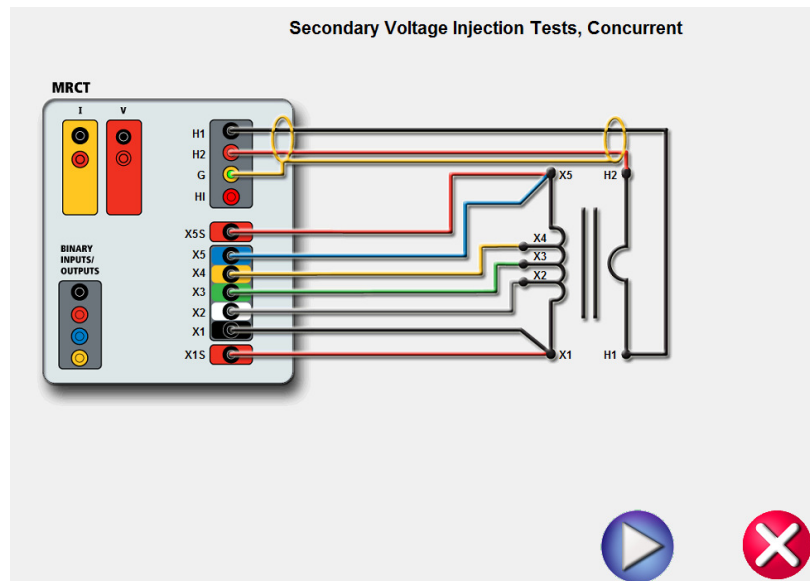 Secondary Voltage Injection Tests, Concurrent
MRCT
I V
H1
H2
G
HI
X5S
X5
X4
X3
X2
X1
X1S
BINARY
INPUTS/
OUTPUTS
X5 H2
X4
X3
X2
X1 H1